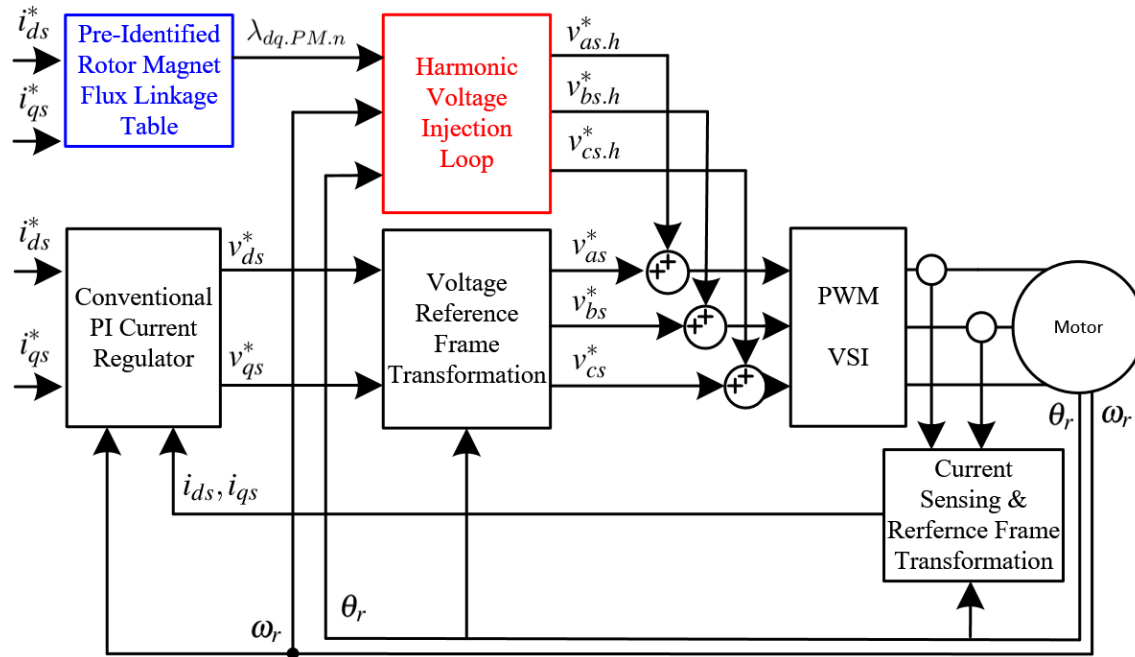 i*ds
i*qs
Pre-Identified
Rotor Magnet
Flux Linkage
Table
λdq.PM.n
Harmonic
Voltage
Injection
Loop
v*as.h
v*bs.h
v*cs.h
i*ds
i*qs
Conventional
PI Current
Regulator
v*ds
v*qs
Voltage
Reference
Frame
Transformation
v*as
v*bs
v*cs
+ +
+ +
+ +
PWM
VSI
Motor
θr ωr
ids, iqs
Current
Sensing &
Rerfernce Frame
Transformation
θr
ωr